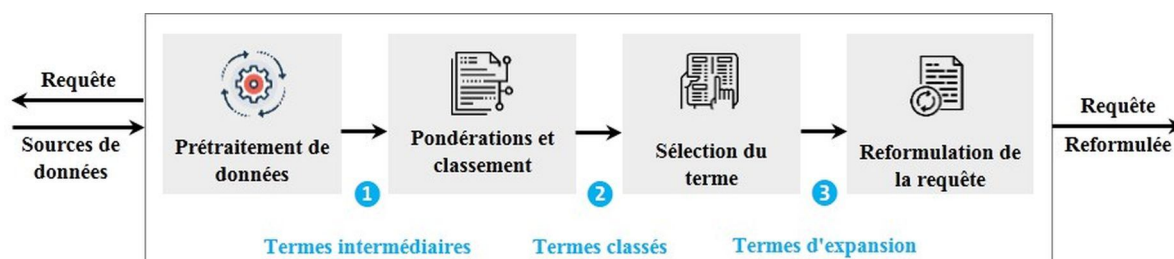 Requête
Sources de
données
Prétraitement de
données
Pondérations et
classement
Sélection du
terme
Reformulation de
la requête
Requête
Reformulée
1
2
3
Termes intermédiaires
Termes classés
Termes d'expansion